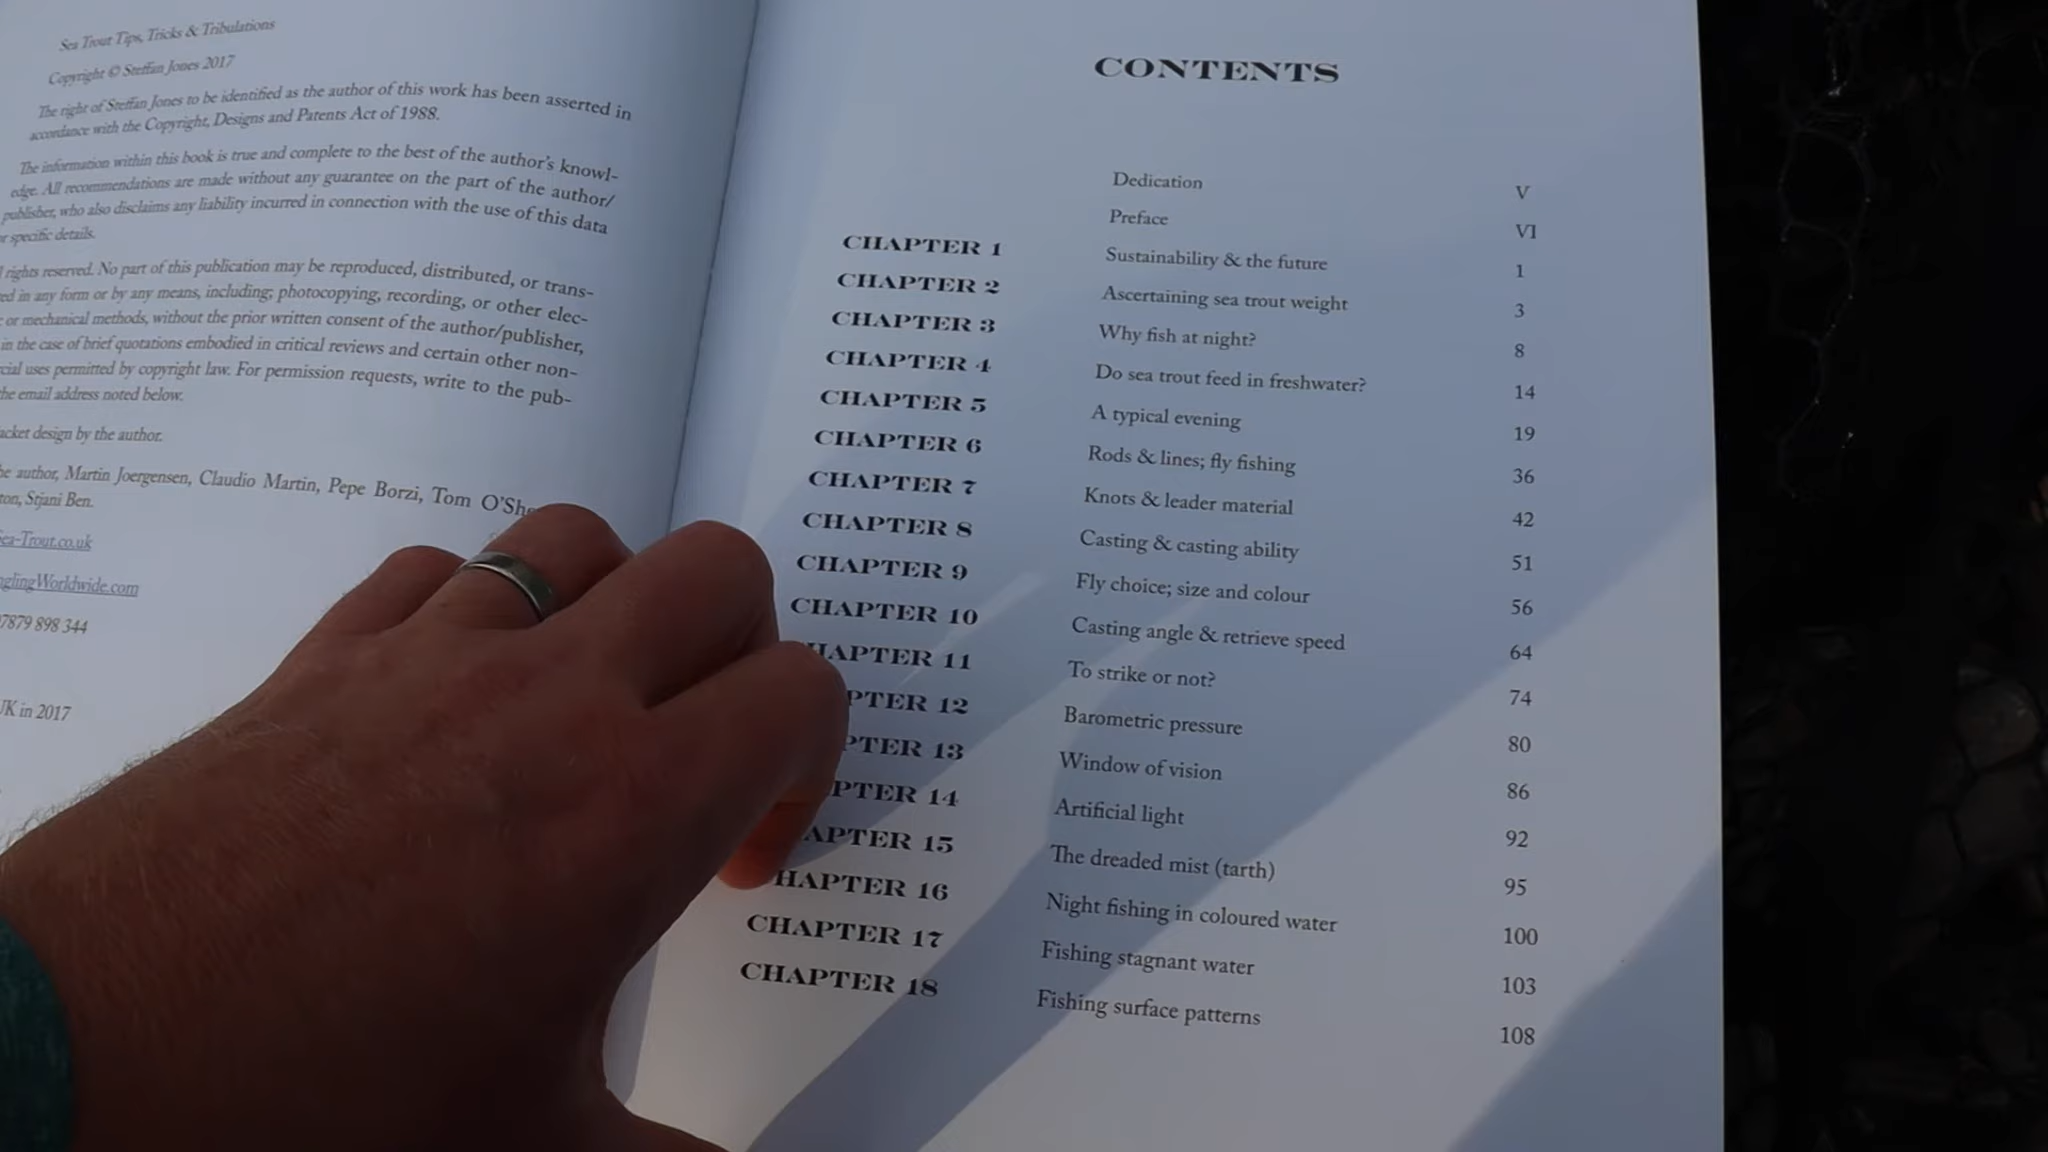 Sea Trout Tips, Tricks & Tribulations
Copyright © Steffan Jones 2017
The right of Steffan Jones to be identified as the author of this work has been asserted in
accordance with the Copyright, Designs and Patents Act of 1988.
The information within this book is true and complete to the best of the author's knowl-
edge. All recommendations are made without any guarantee on the part of the author/
publisher, who also disclaims any liability incurred in connection with the use of this data
or specific details.
rights reserved. No part of this publication may be reproduced, distributed, or trans-
in any form or by any means, including; photocopying, recording, or other elec-
or mechanical methods, without the prior written consent of the author/publisher,
in the case of brief quotations embodied in critical reviews and certain other non-
uses permitted by copyright law. For permission requests, write to the pub-
the email address noted below.
design by the author.
author, Martin Joergensen, Claudio Martin, Pepe Borzi, Tom
Stjani Ben.
Sea-Trout.co.uk
nglingWorldwide.com
7879 898 344
UK in 2017
CONTENTS
Dedication V
Preface VI
CHAPTER 1 Sustainability & the future 1
CHAPTER 2 Ascertaining sea trout weight 3
CHAPTER 3 Why fish at night? 8
CHAPTER 4 Do sea trout feed in freshwater? 14
CHAPTER 5 A typical evening 19
CHAPTER 6 Rods & lines; fly fishing 36
CHAPTER 7 Knots & leader material 42
CHAPTER 8 Casting & casting ability 51
CHAPTER 9 Fly choice; size and colour 56
CHAPTER 10 Casting angle & retrieve speed 64
HAPTER 11 To strike or not? 74
PTER 12 Barometric pressure 80
PTER 13 Window of vision 86
PTER 14 Artificial light 92
APTER 15 The dreaded mist (tarth) 95
HAPTER 16 Night fishing in coloured water 100
CHAPTER 17 Fishing stagnant water 103
CHAPTER 18 Fishing surface patterns 108